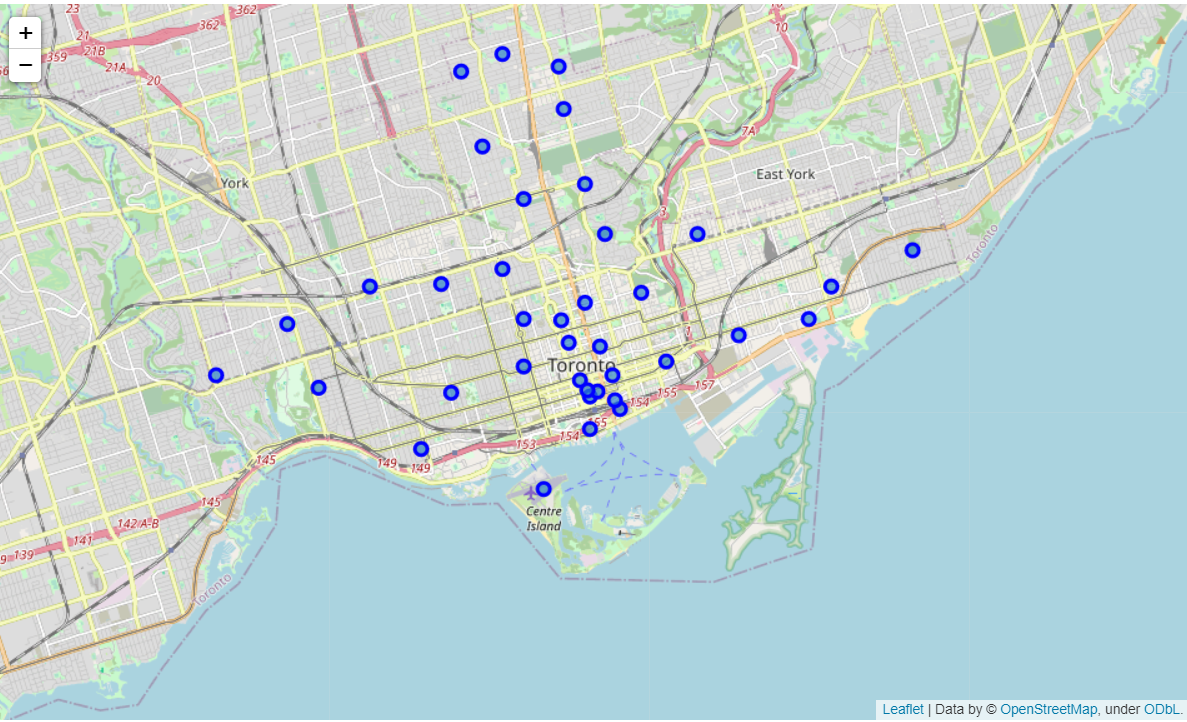 +
−
23
21
21B
359
21A
20
362
362
10
7A
York
East York
3
Toronto
1
Toronto
157
155
154
155
154
153
149
149
145
145
142 A-B
141
139
Centre
Island
Toronto
Leaflet | Data by © OpenStreetMap, under ODbL.